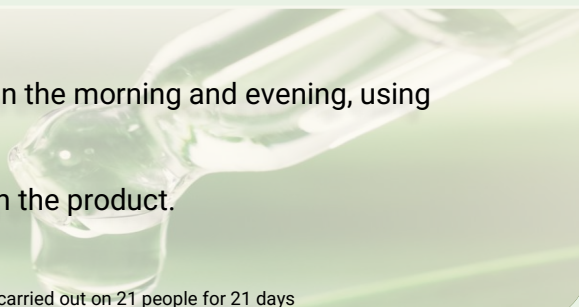 n the morning and evening, using
the product.
carried out on 21 people for 21 days